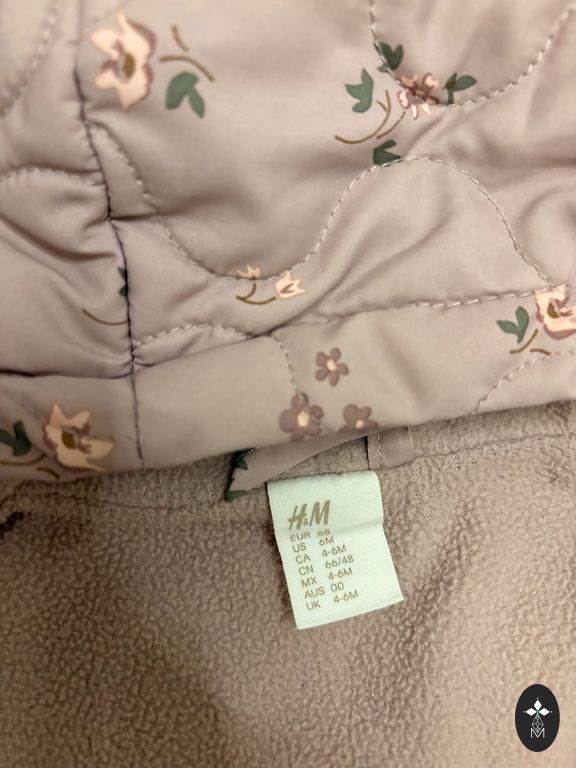 H&M
EUR 68
US 6M
CA 4-6M
CN 66/48
MX 4-6M
AUS 00
UK 4-6M
M